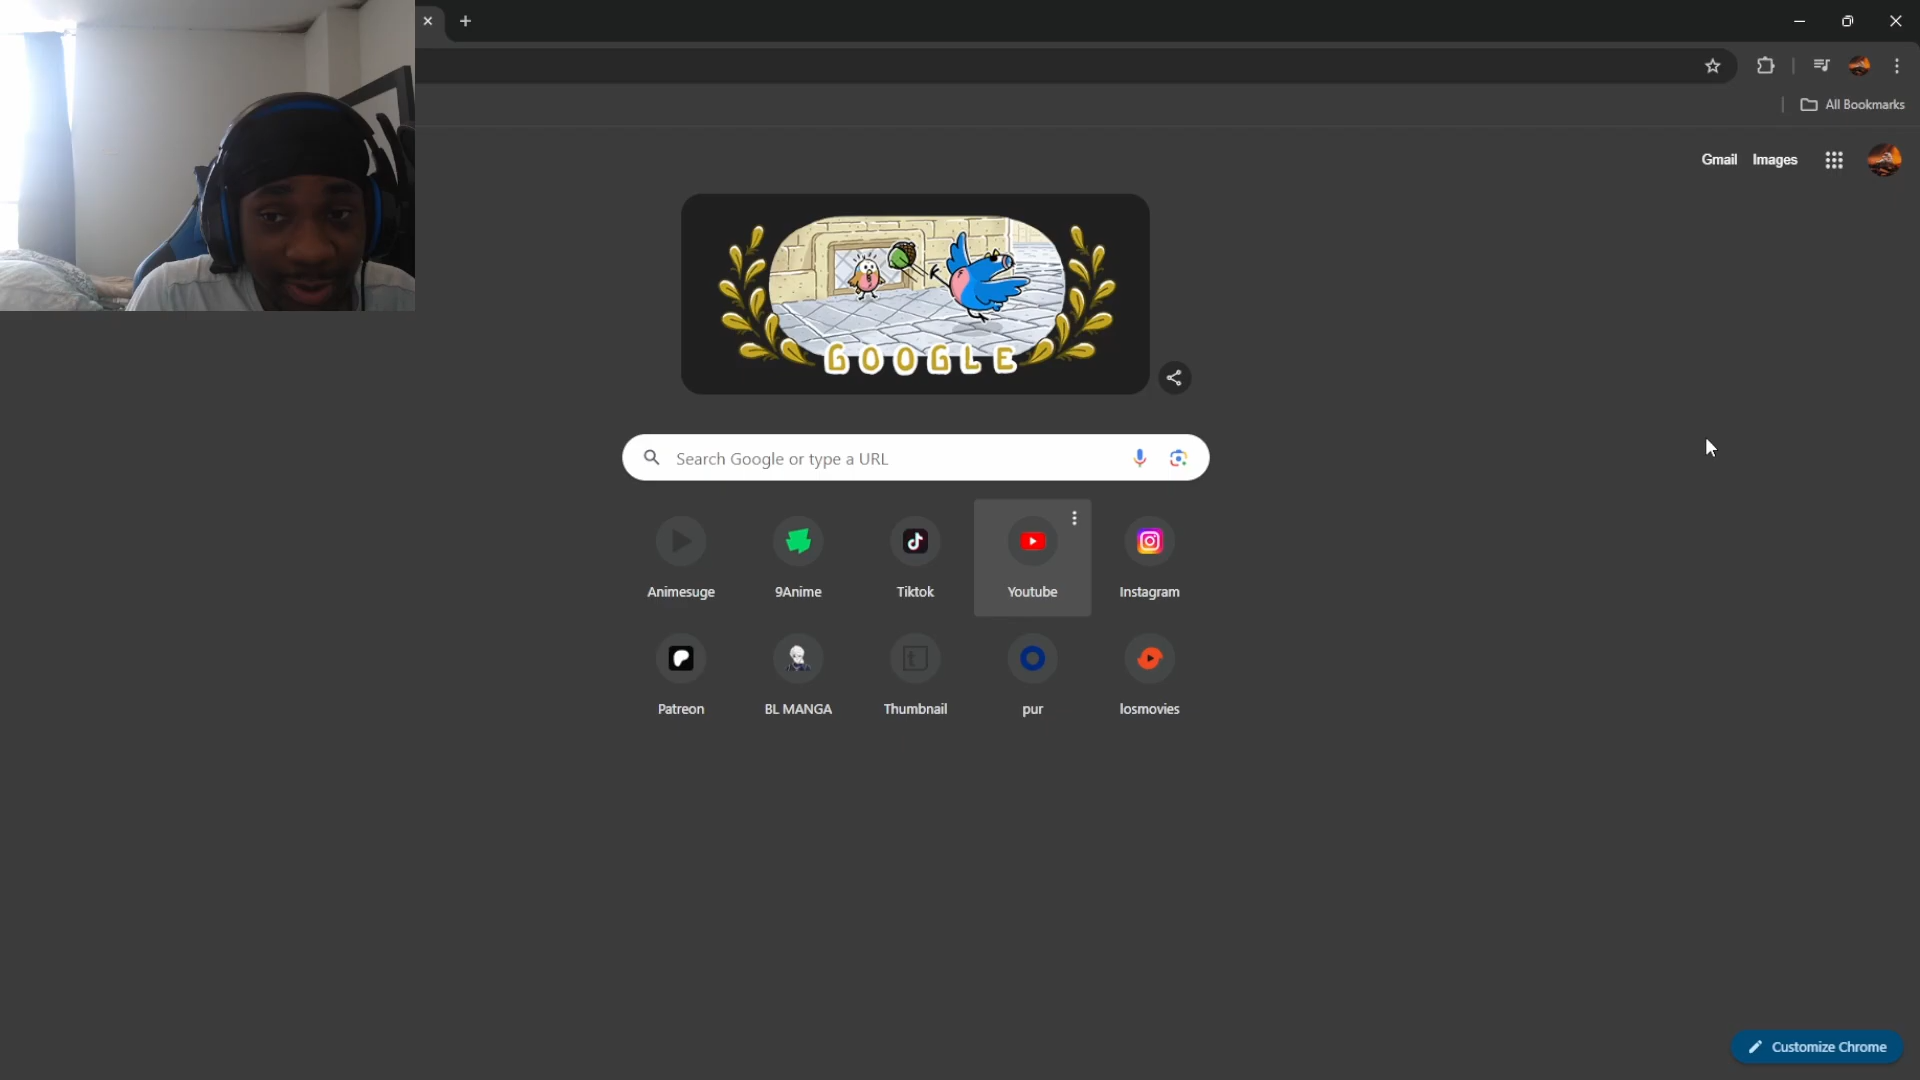 All Bookmarks
Gmail Images
GOOGLE
Search Google or type a URL
Animesuge 9Anime Tiktok Youtube Instagram
Patreon BL MANGA Thumbnail pur losmovies
Customize Chrome